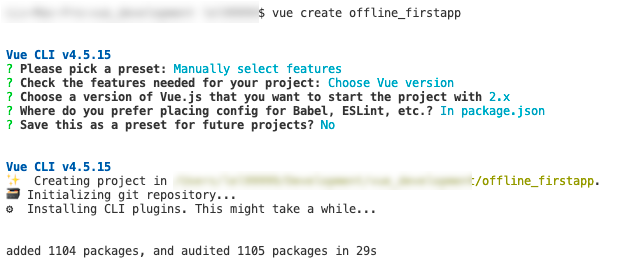 $ vue create offline_firstapp
Vue CLI v4.5.15
? Please pick a preset: Manually select features
? Check the features needed for your project: Choose Vue version
? Choose a version of Vue.js that you want to start the project with 2.x
? Where do you prefer placing config for Babel, ESLint, etc.? In package.json
? Save this as a preset for future projects? No
Vue CLI v4.5.15
✨ Creating project in /offline_firstapp.
🗃 Initializing git repository...
⚙ Installing CLI plugins. This might take a while...
added 1104 packages, and audited 1105 packages in 29s